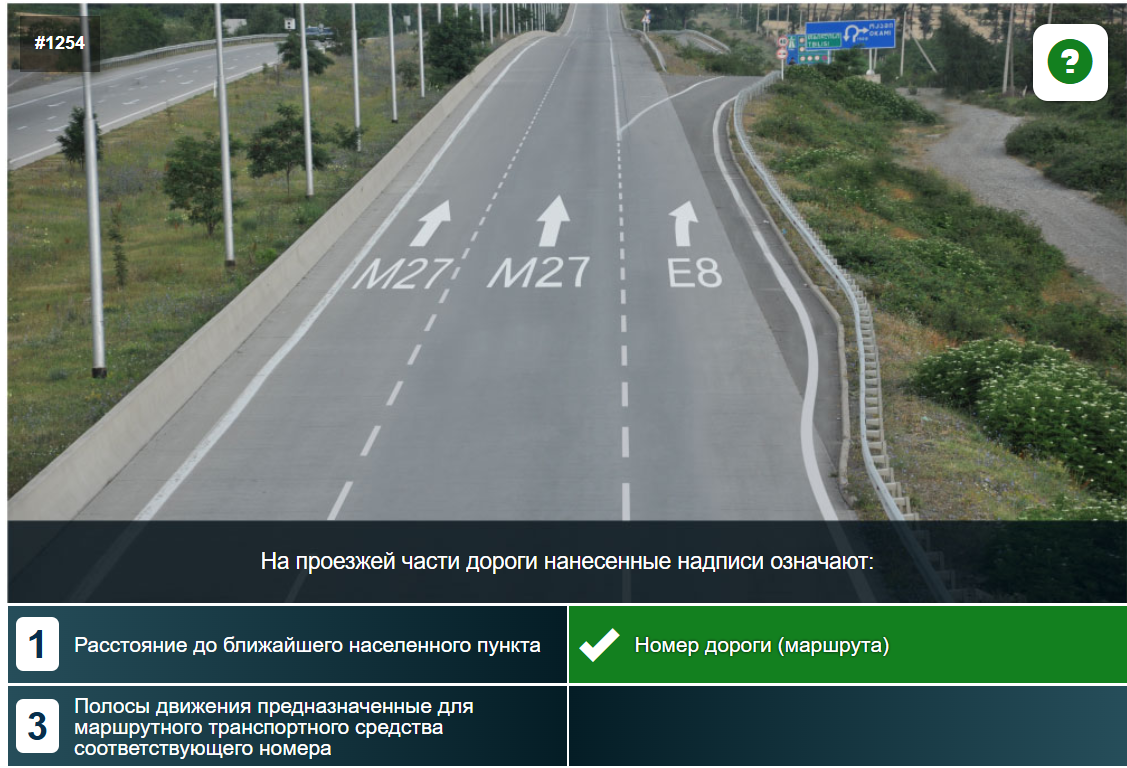 #1254
?
TBILISI
OKAMI
M27
M27
E8
На проезжей части дороги нанесенные надписи означают:
1
Расстояние до ближайшего населенного пункта
Номер дороги (маршрута)
3
Полосы движения предназначенные для
маршрутного транспортного средства
соответствующего номера